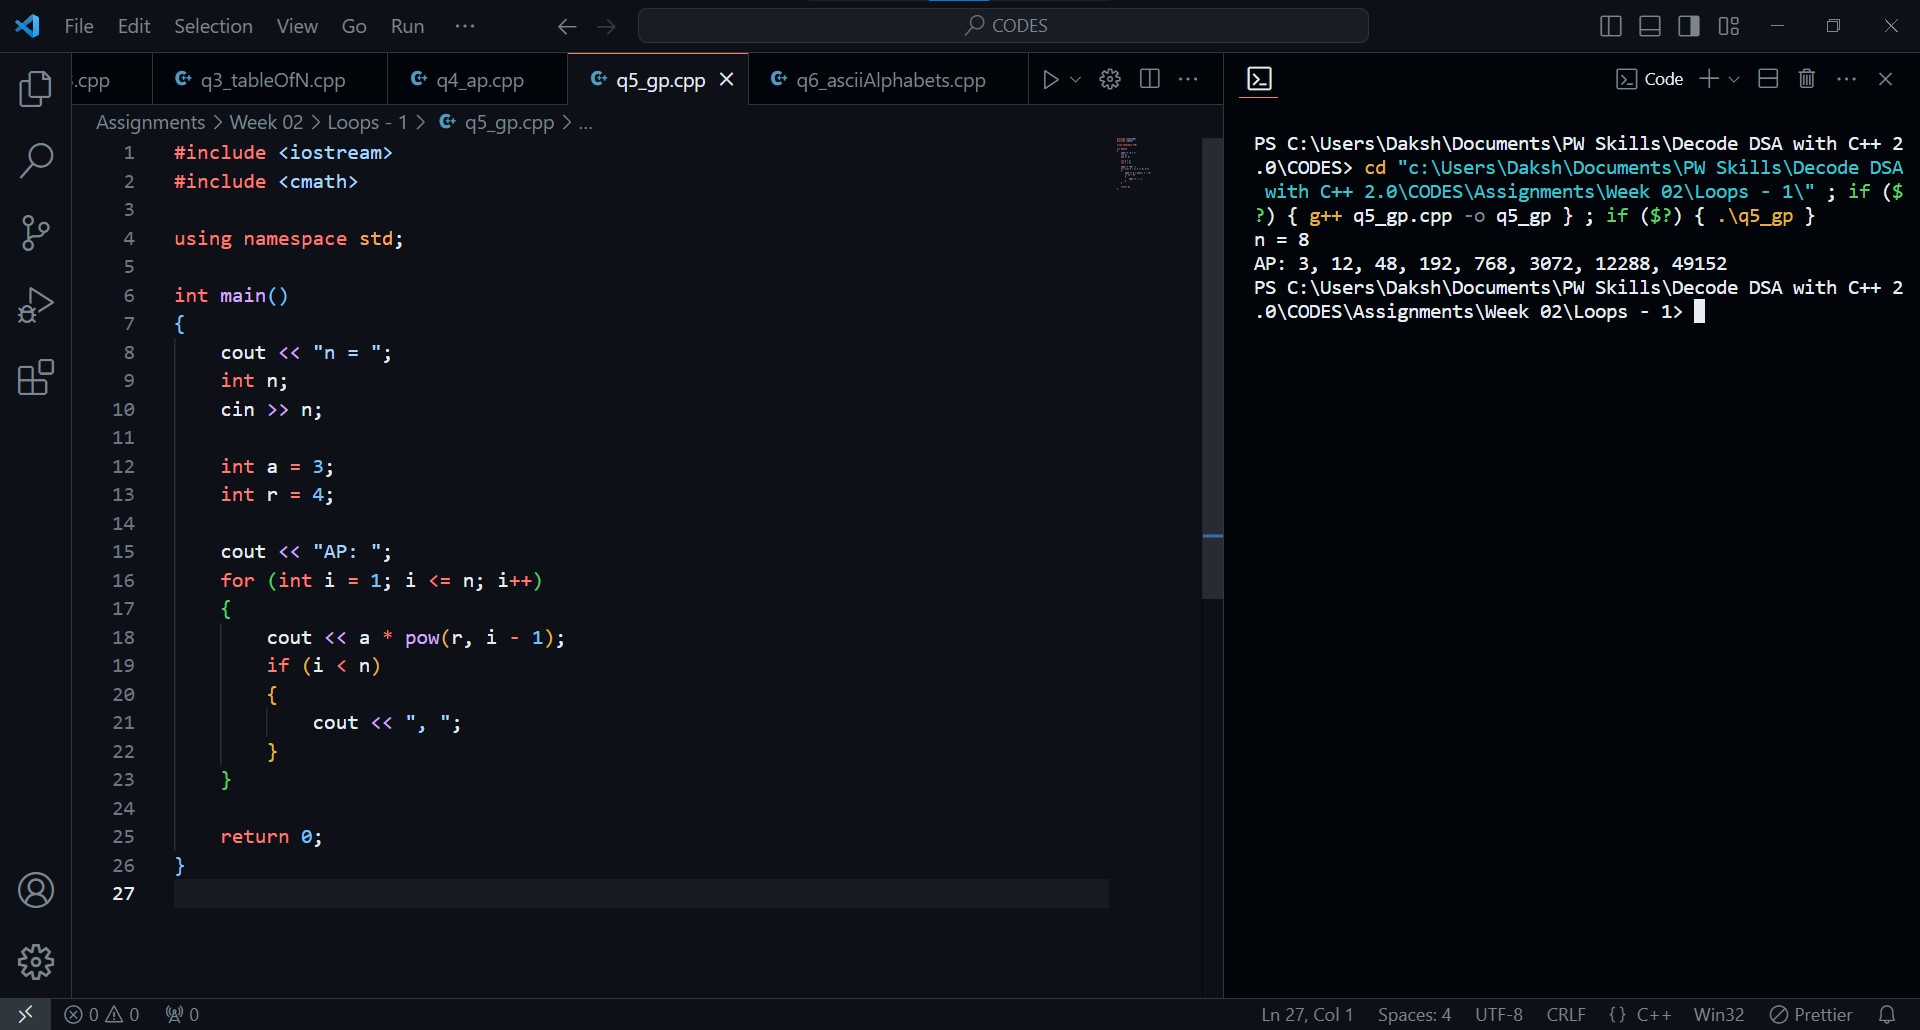 File Edit Selection View Go Run ···
CODES
.cpp q3_tableOfN.cpp q4_ap.cpp q5_gp.cpp q6_asciiAlphabets.cpp
Assignments > Week 02 > Loops - 1 > q5_gp.cpp > ...
1 #include <iostream>
2 #include <cmath>
3
4 using namespace std;
5
6 int main()
7 {
8 cout << "n = ";
9 int n;
10 cin >> n;
11
12 int a = 3;
13 int r = 4;
14
15 cout << "AP: ";
16 for (int i = 1; i <= n; i++)
17 {
18 cout << a * pow(r, i - 1);
19 if (i < n)
20 {
21 cout << ", ";
22 }
23 }
24
25 return 0;
26 }
27
Code
PS C:\Users\Daksh\Documents\PW Skills\Decode DSA with C++ 2
.0\CODES> cd "c:\Users\Daksh\Documents\PW Skills\Decode DSA
with C++ 2.0\CODES\Assignments\Week 02\Loops - 1\" ; if ($
?) { g++ q5_gp.cpp -o q5_gp } ; if ($?) { .\q5_gp }
n = 8
AP: 3, 12, 48, 192, 768, 3072, 12288, 49152
PS C:\Users\Daksh\Documents\PW Skills\Decode DSA with C++ 2
.0\CODES\Assignments\Week 02\Loops - 1>
0 0 0
Ln 27, Col 1 Spaces: 4 UTF-8 CRLF {} C++ Win32 Prettier